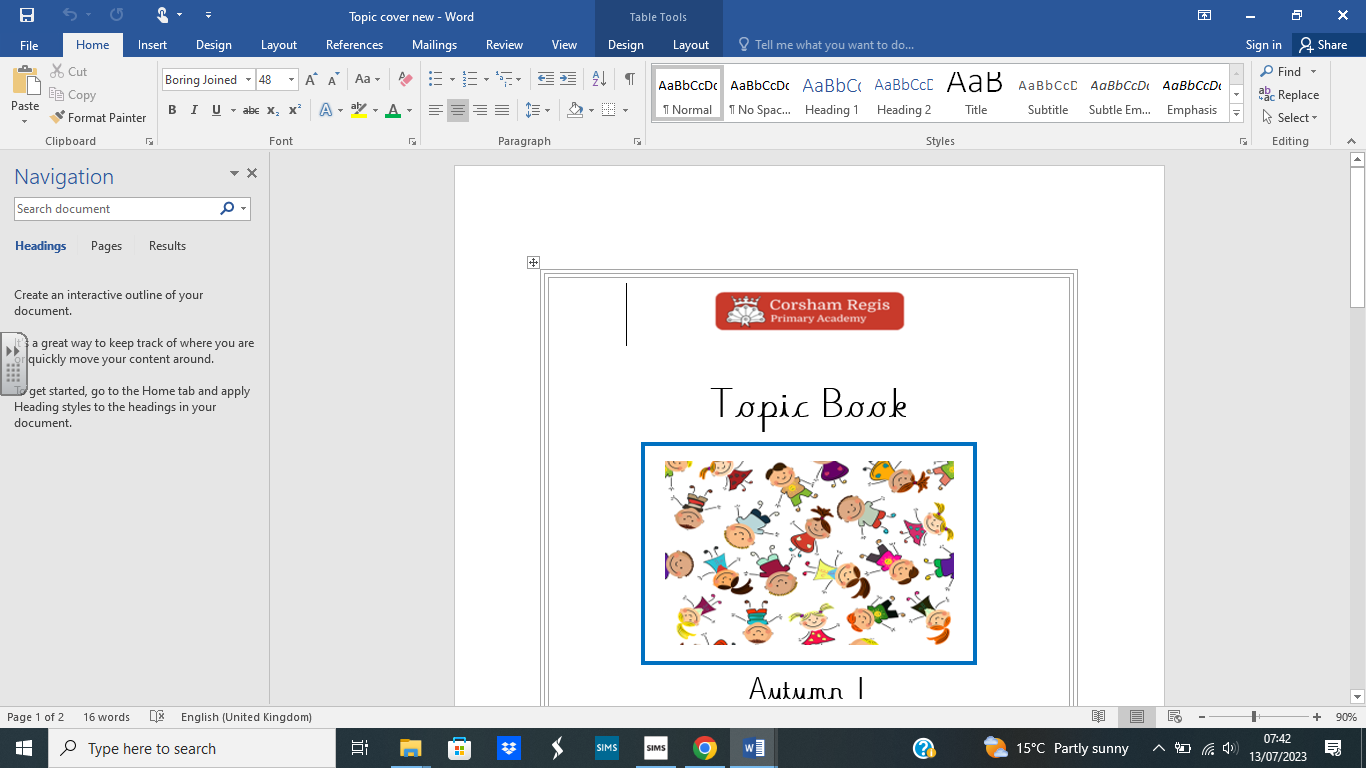 Topic cover new - Word
Table Tools
File Home Insert Design Layout References Mailings Review View Design Layout Tell me what you want to do... Sign in Share
Paste
Cut
Copy
Format Painter
Clipboard
Boring Joined 48
Font
Paragraph
AaBbCcDc AaBbCcDc AaBbCc AaBbCcD AaB AaBbCcD AaBbCcDc AaBbCcDc
¶ Normal ¶ No Spac... Heading 1 Heading 2 Title Subtitle Subtle Em... Emphasis
Styles
Find
Replace
Select
Editing
Navigation
Search document
Headings Pages Results
Create an interactive outline of your
document.
It's a great way to keep track of where you are
or quickly move your content around.
To get started, go to the Home tab and apply
Heading styles to the headings in your
document.
Corsham Regis
Primary Academy
Topic Book
Autumn 1
Page 1 of 2 16 words English (United Kingdom) 90%
Type here to search
SIMS SIMS
15°C Partly sunny
07:42
13/07/2023